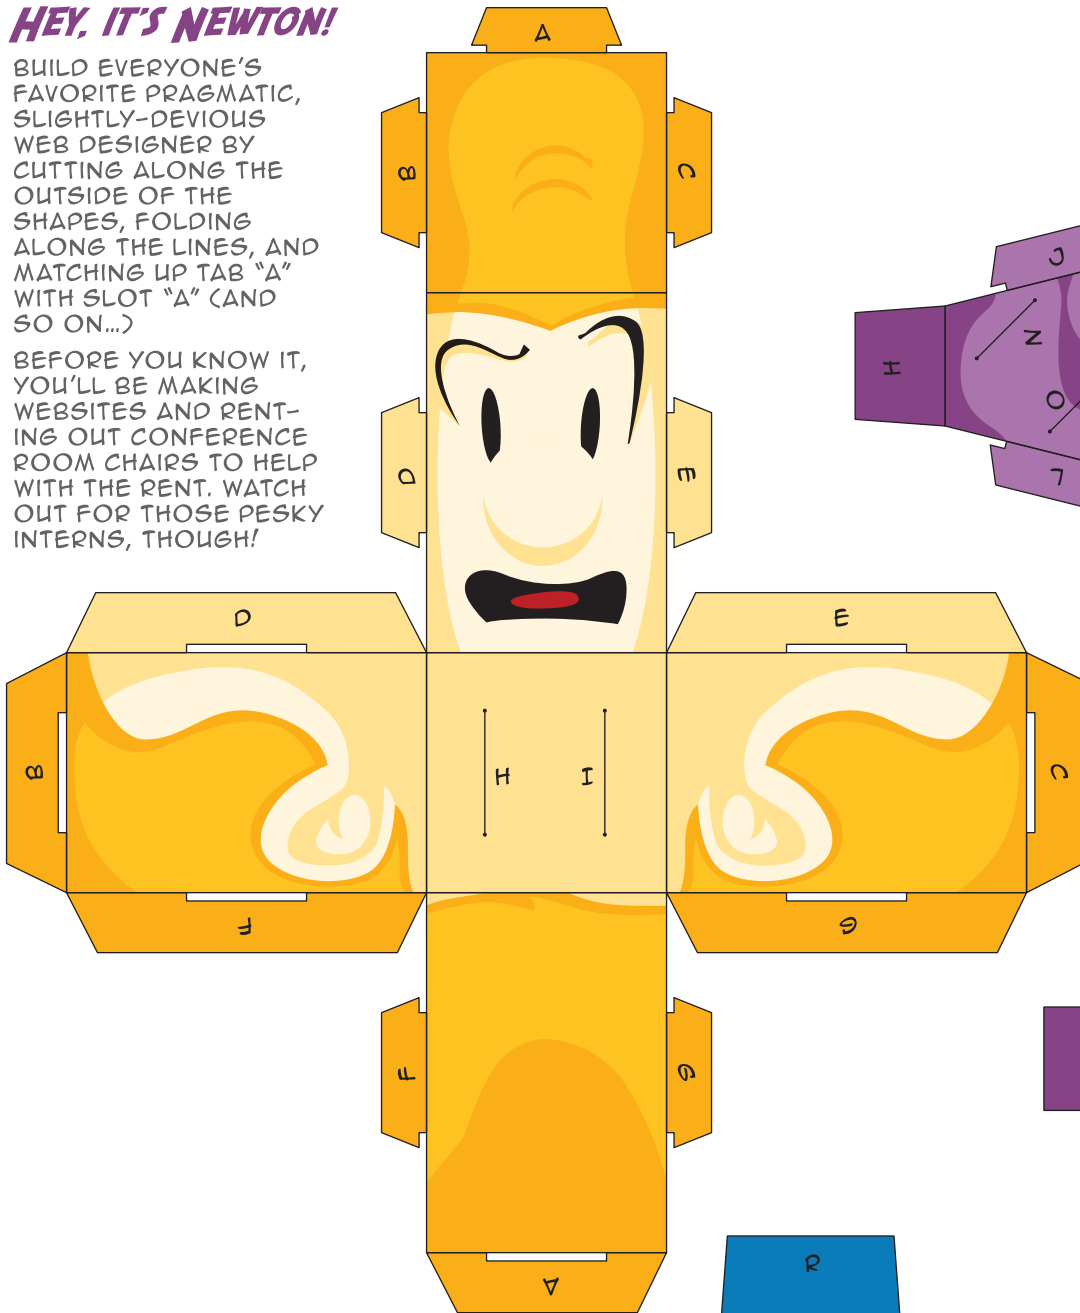 HEY, IT'S NEWTON!
BUILD EVERYONE'S
FAVORITE PRAGMATIC,
SLIGHTLY-DEVIOUS
WEB DESIGNER BY
CUTTING ALONG THE
OUTSIDE OF THE
SHAPES, FOLDING
ALONG THE LINES, AND
MATCHING UP TAB "A"
WITH SLOT "A" (AND
SO ON...)
BEFORE YOU KNOW IT,
YOU'LL BE MAKING
WEBSITES AND RENT-
ING OUT CONFERENCE
ROOM CHAIRS TO HELP
WITH THE RENT. WATCH
OUT FOR THOSE PESKY
INTERNS, THOUGH!
A
B
C
C
N
H
O
D
E
L
D
E
B
H
I
C
F
G
F
G
A
R